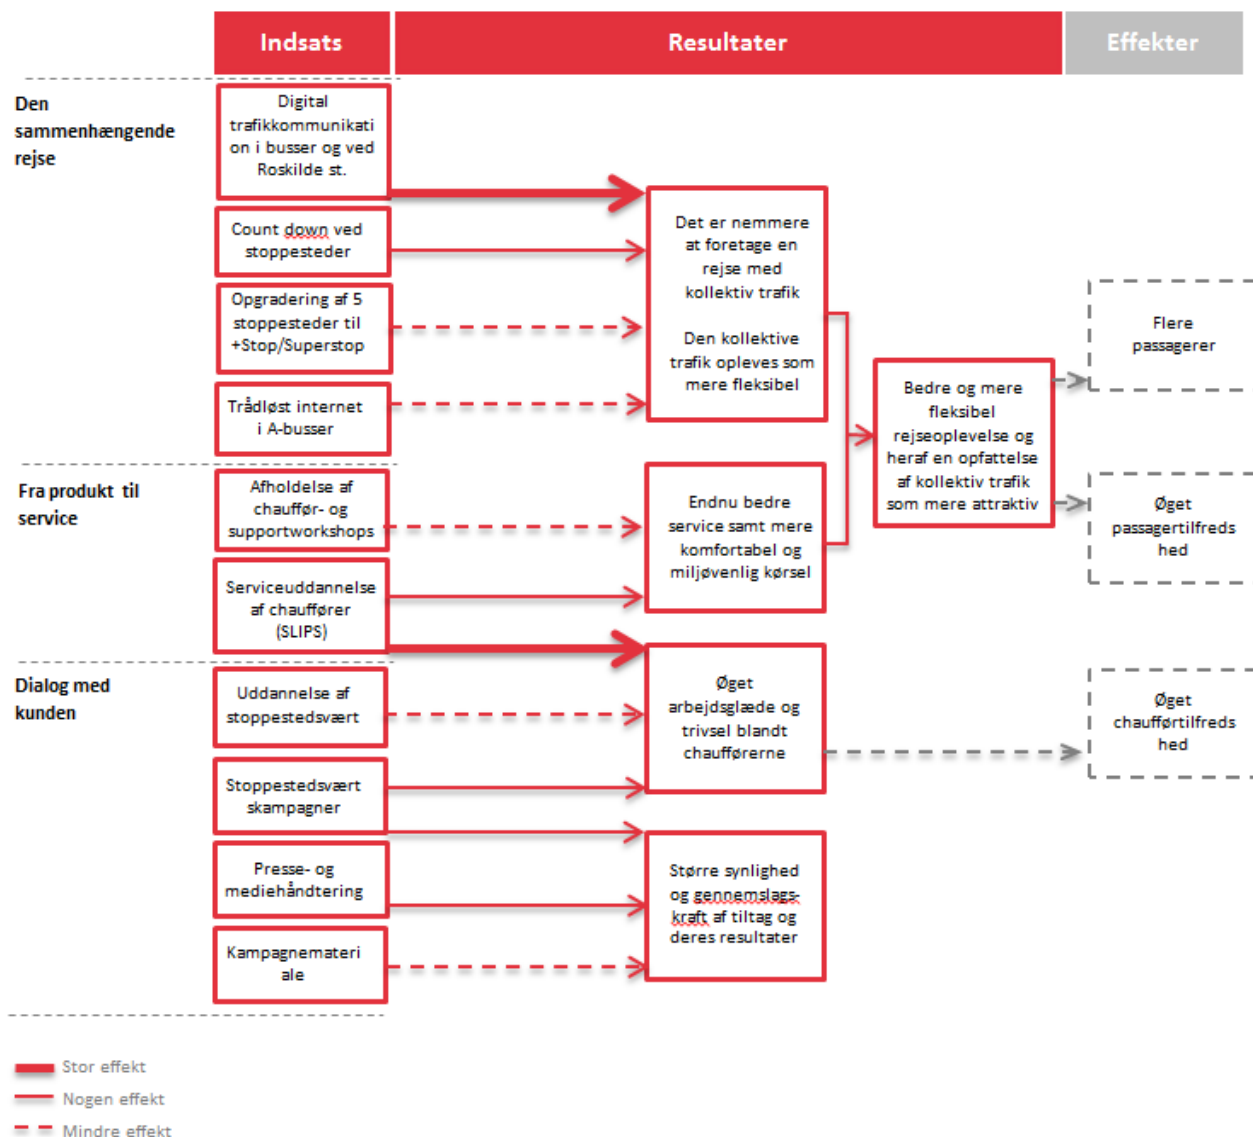 Indsats
Resultater
Effekter
Den
sammenhængende
rejse
Digital
trafikkommunikati
on i busser og ved
Roskilde st.
Count down ved
stoppesteder
Opgradering af 5
stoppesteder til
+Stop/Superstop
Trådløst internet
i A-busser
Det er nemmere
at foretage en
rejse med
kollektiv trafik
Den kollektive
trafik opleves som
mere fleksibel
Bedre og mere
fleksibel
rejseoplevelse og
heraf en opfattelse
af kollektiv trafik
som mere attraktiv
Flere
passagerer
Øget
passagertilfreds
hed
Fra produkt til
service
Afholdelse af
chauffør- og
supportworkshops
Serviceuddannelse
af chauffører
(SLIPS)
Endnu bedre
service samt mere
komfortabel og
miljøvenlig kørsel
Dialog med
kunden
Uddannelse af
stoppestedsvært
Stoppestedsvært
skampagner
Presse- og
mediehåndtering
Kampagnemateri
ale
Øget
arbejdsglæde og
trivsel blandt
chaufførerne
Øget
chaufførtilfreds
hed
Større synlighed
og gennemslags-
kraft af tiltag og
deres resultater
Stor effekt
Nogen effekt
Mindre effekt